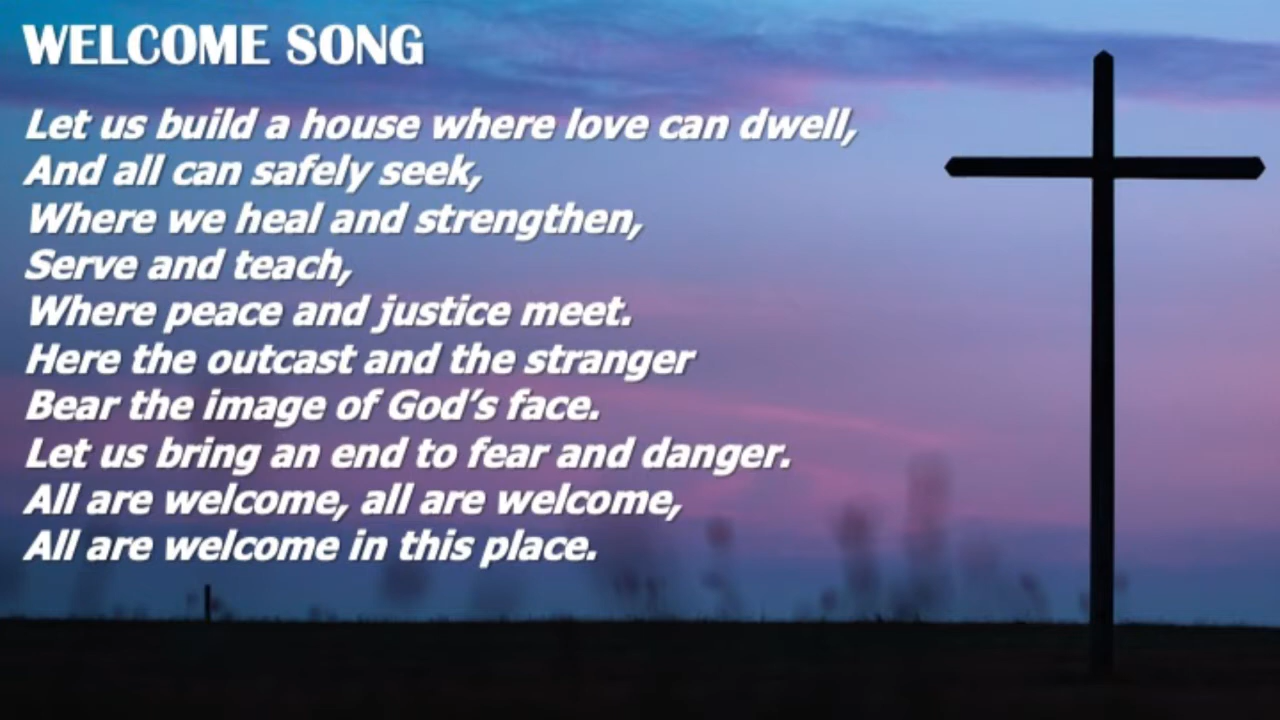 WELCOME SONG
Let us build a house where love can dwell,
And all can safely seek,
Where we heal and strengthen,
Serve and teach,
Where peace and justice meet.
Here the outcast and the stranger
Bear the image of God’s face.
Let us bring an end to fear and danger.
All are welcome, all are welcome,
All are welcome in this place.